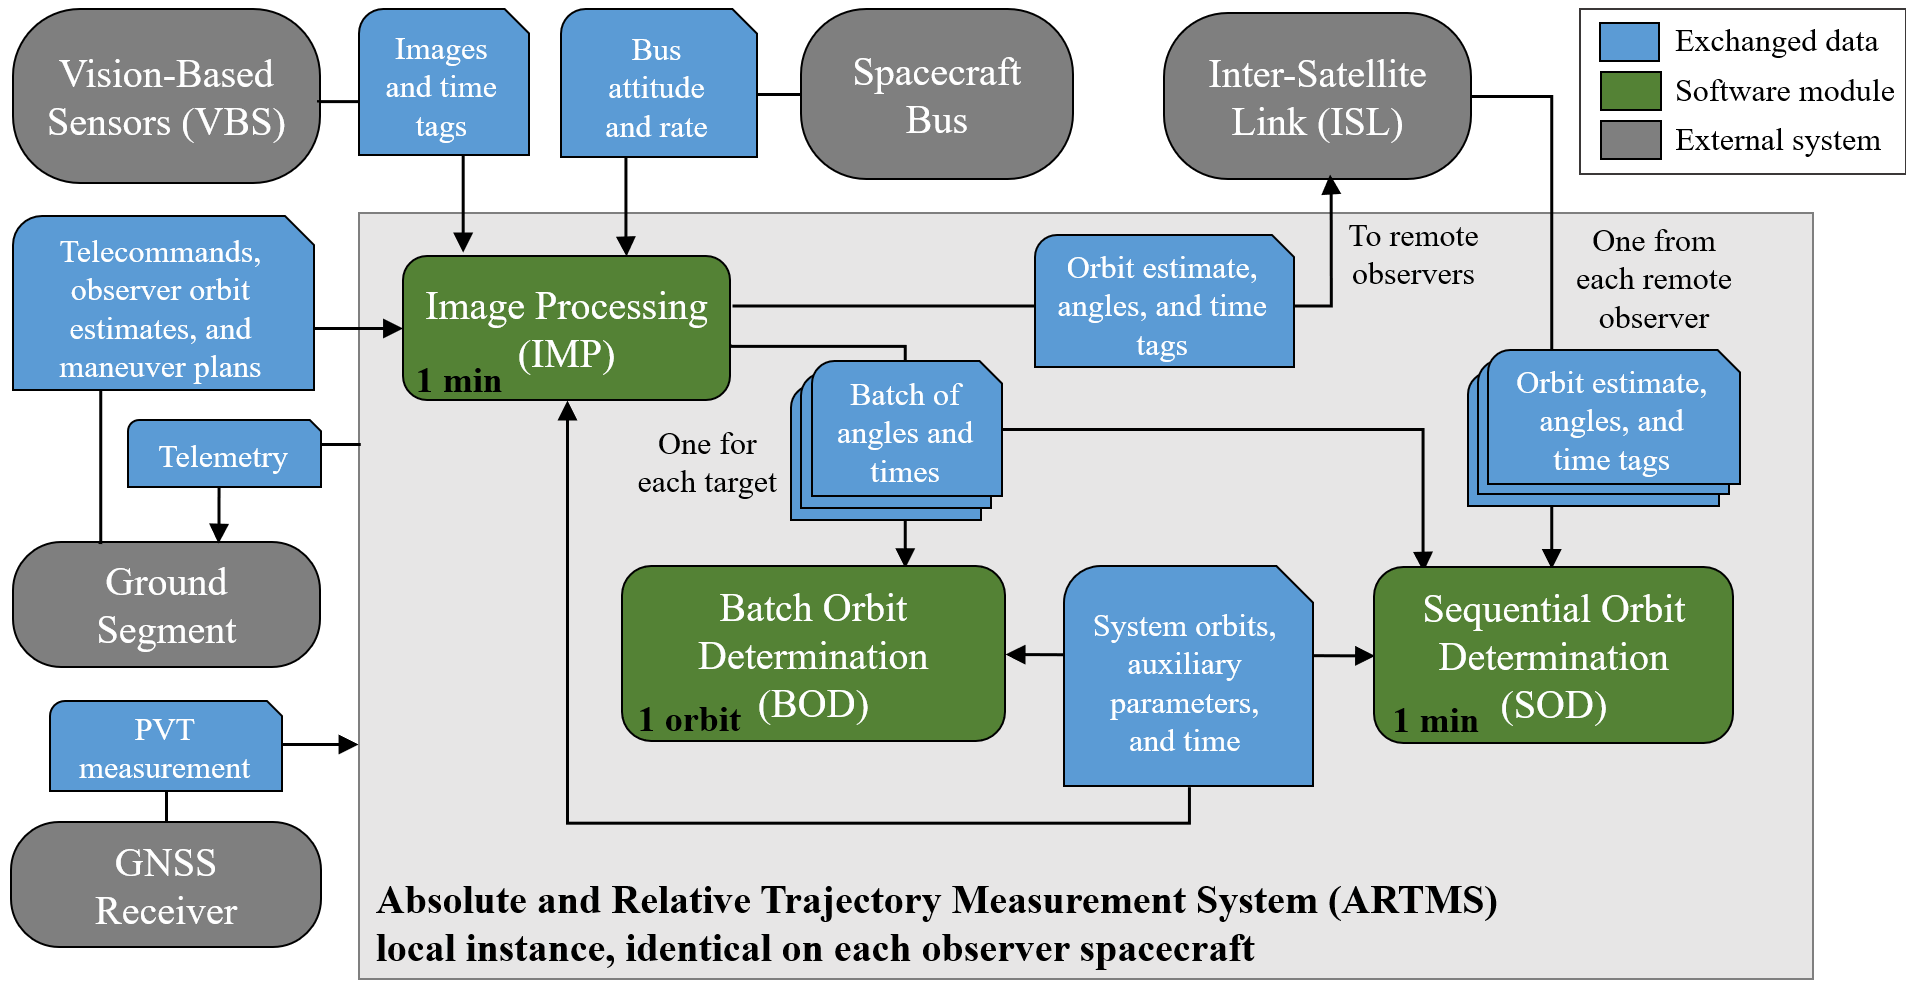 Vision-Based
Sensors (VBS)
Images
and time
tags
Bus
attitude
and rate
Spacecraft
Bus
Inter-Satellite
Link (ISL)
Exchanged data
Software module
External system
Telecommands,
observer orbit
estimates, and
maneuver plans
Image Processing
(IMP)
1 min
Orbit estimate,
angles, and time
tags
To remote
observers
One from
each remote
observer
Telemetry
One for
each target
Batch of
angles and
times
Orbit estimate,
angles, and
time tags
Ground
Segment
Batch Orbit
Determination
(BOD)
1 orbit
System orbits,
auxiliary
parameters,
and time
Sequential Orbit
Determination
(SOD)
1 min
PVT
measurement
GNSS
Receiver
Absolute and Relative Trajectory Measurement System (ARTMS)
local instance, identical on each observer spacecraft